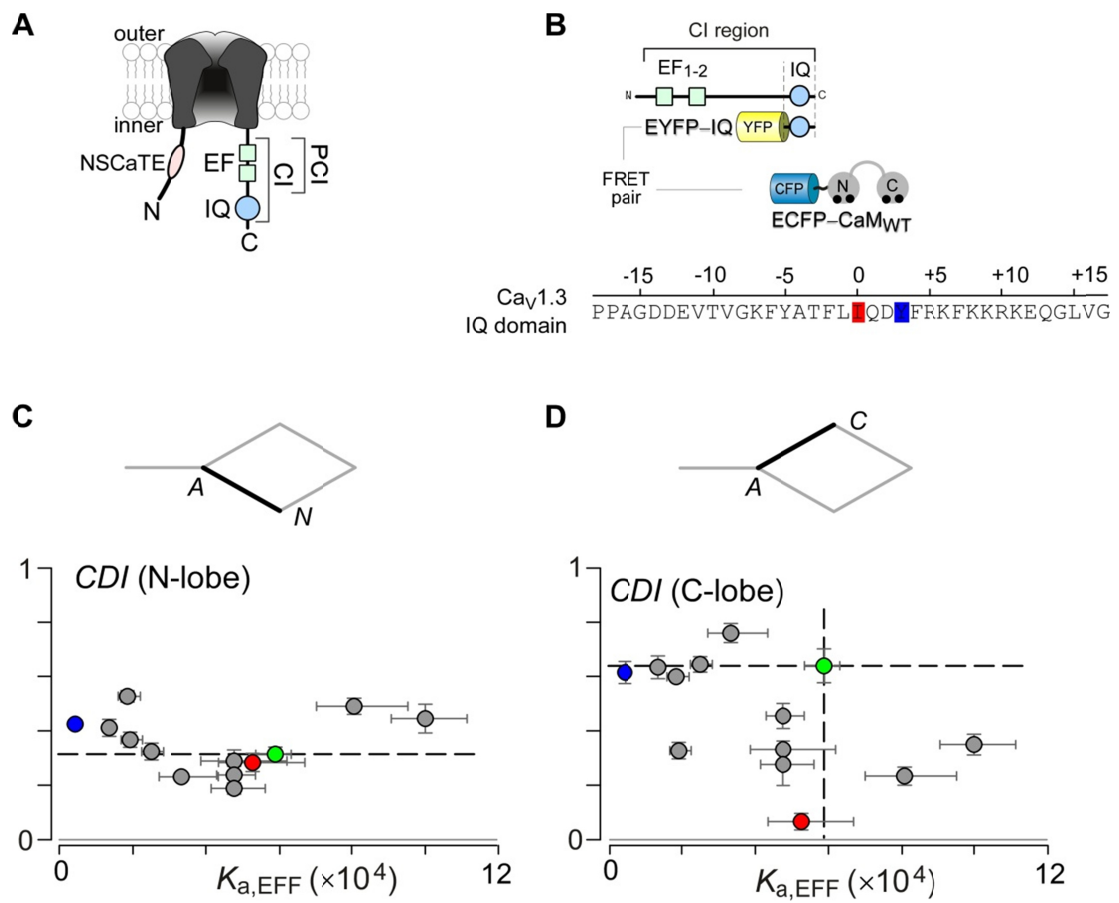 A
outer
inner
NSCaTE
N
EF
IQ
C
CI
PCI
B
CI region
EF1-2
IQ
N
C
EYFP–IQ
YFP
FRET
pair
CFP
N
C
ECFP–CaMWT
-15 -10 -5 0 +5 +10 +15
CaV1.3
IQ domain
PPAGDDEVTVGKFYATFLIQDYFRKFKKRKEQGLVG
C
A
N
1
CDI (N-lobe)
0
0
12
Ka,EFF (×10⁴)
D
C
A
1
CDI (C-lobe)
0
0
12
Ka,EFF (×10⁴)